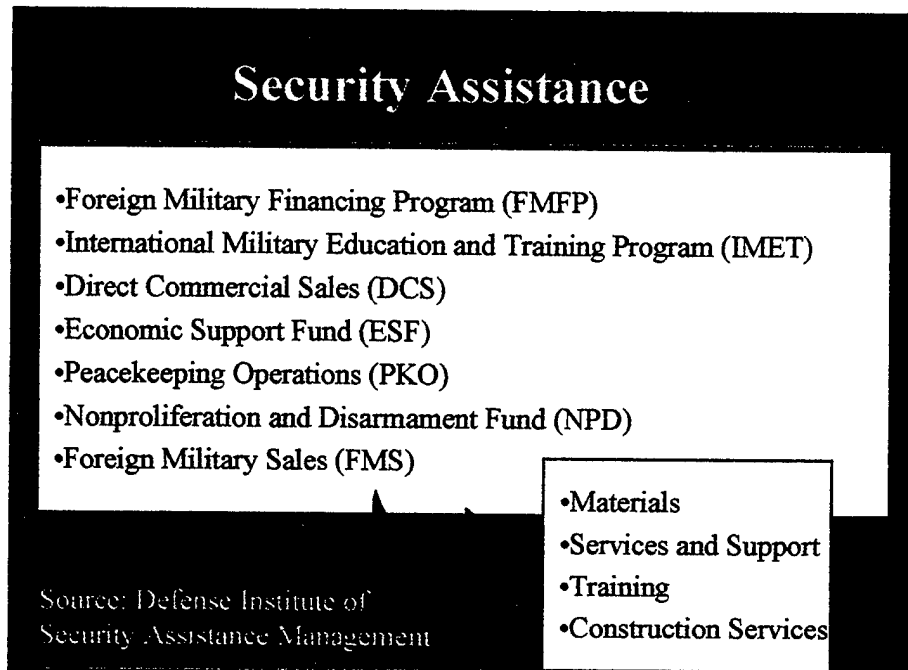 Security Assistance
•Foreign Military Financing Program (FMFP)
•International Military Education and Training Program (IMET)
•Direct Commercial Sales (DCS)
•Economic Support Fund (ESF)
•Peacekeeping Operations (PKO)
•Nonproliferation and Disarmament Fund (NPD)
•Foreign Military Sales (FMS)
•Materials
•Services and Support
•Training
•Construction Services
Source: Defense Institute of
Security Assistance Management